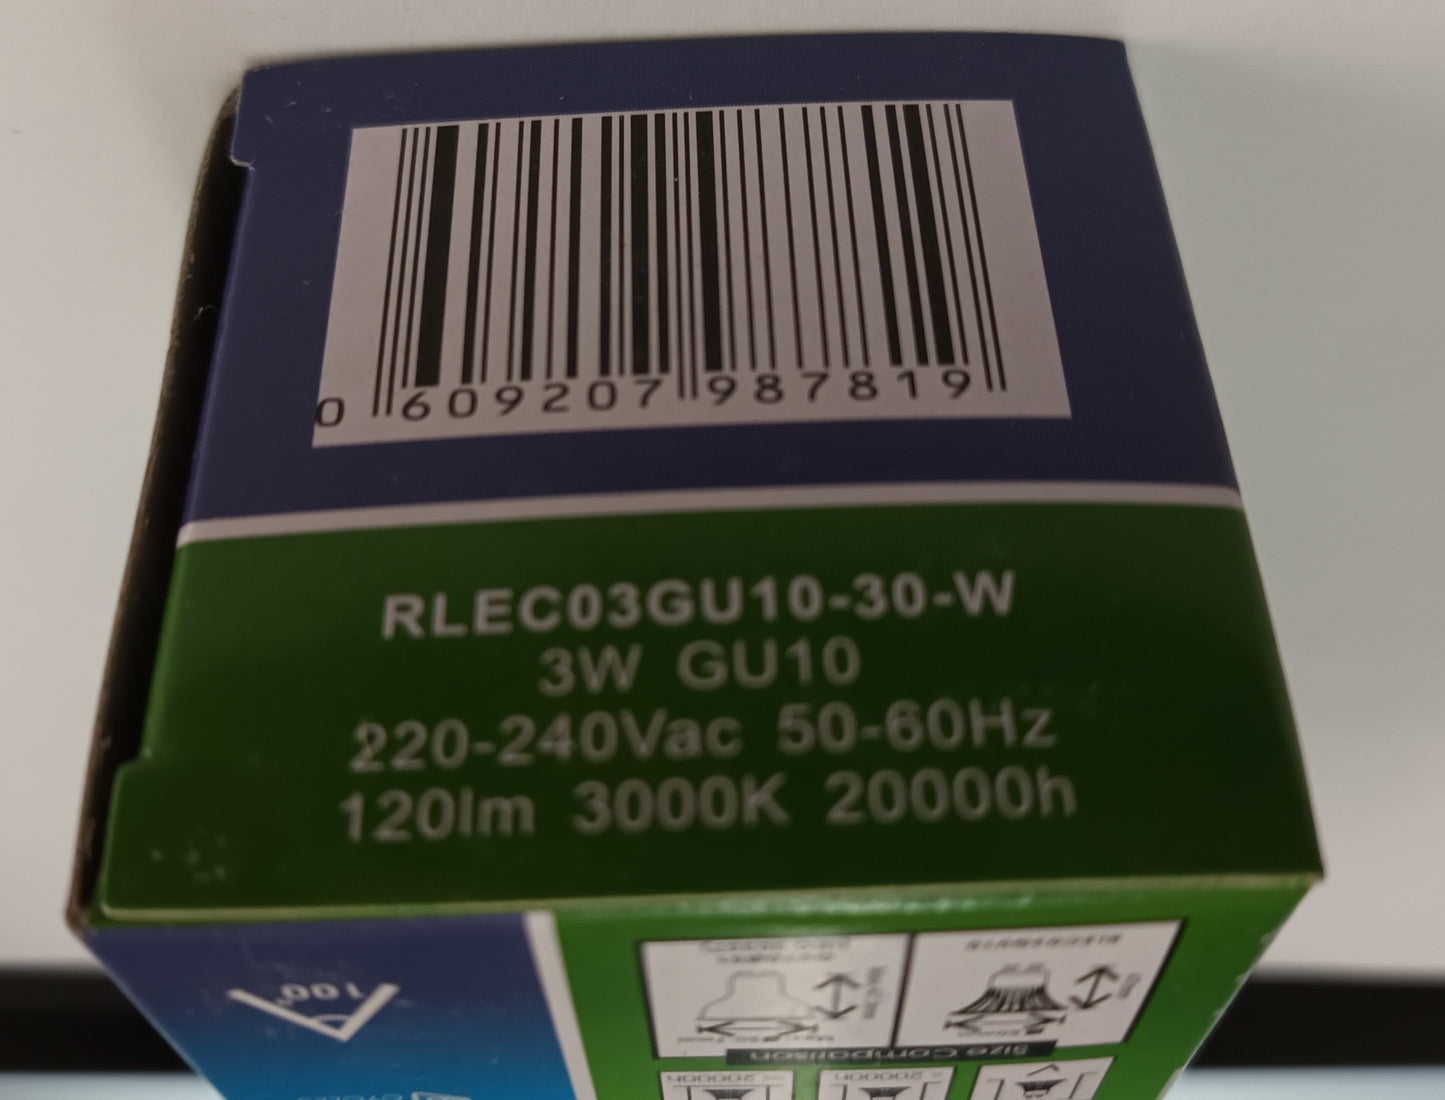 0 609207 987819
RLEC03GU10-30-W
3W GU10
220-240Vac 50-60Hz
120lm 3000K 20000h
100°
Size Comparison